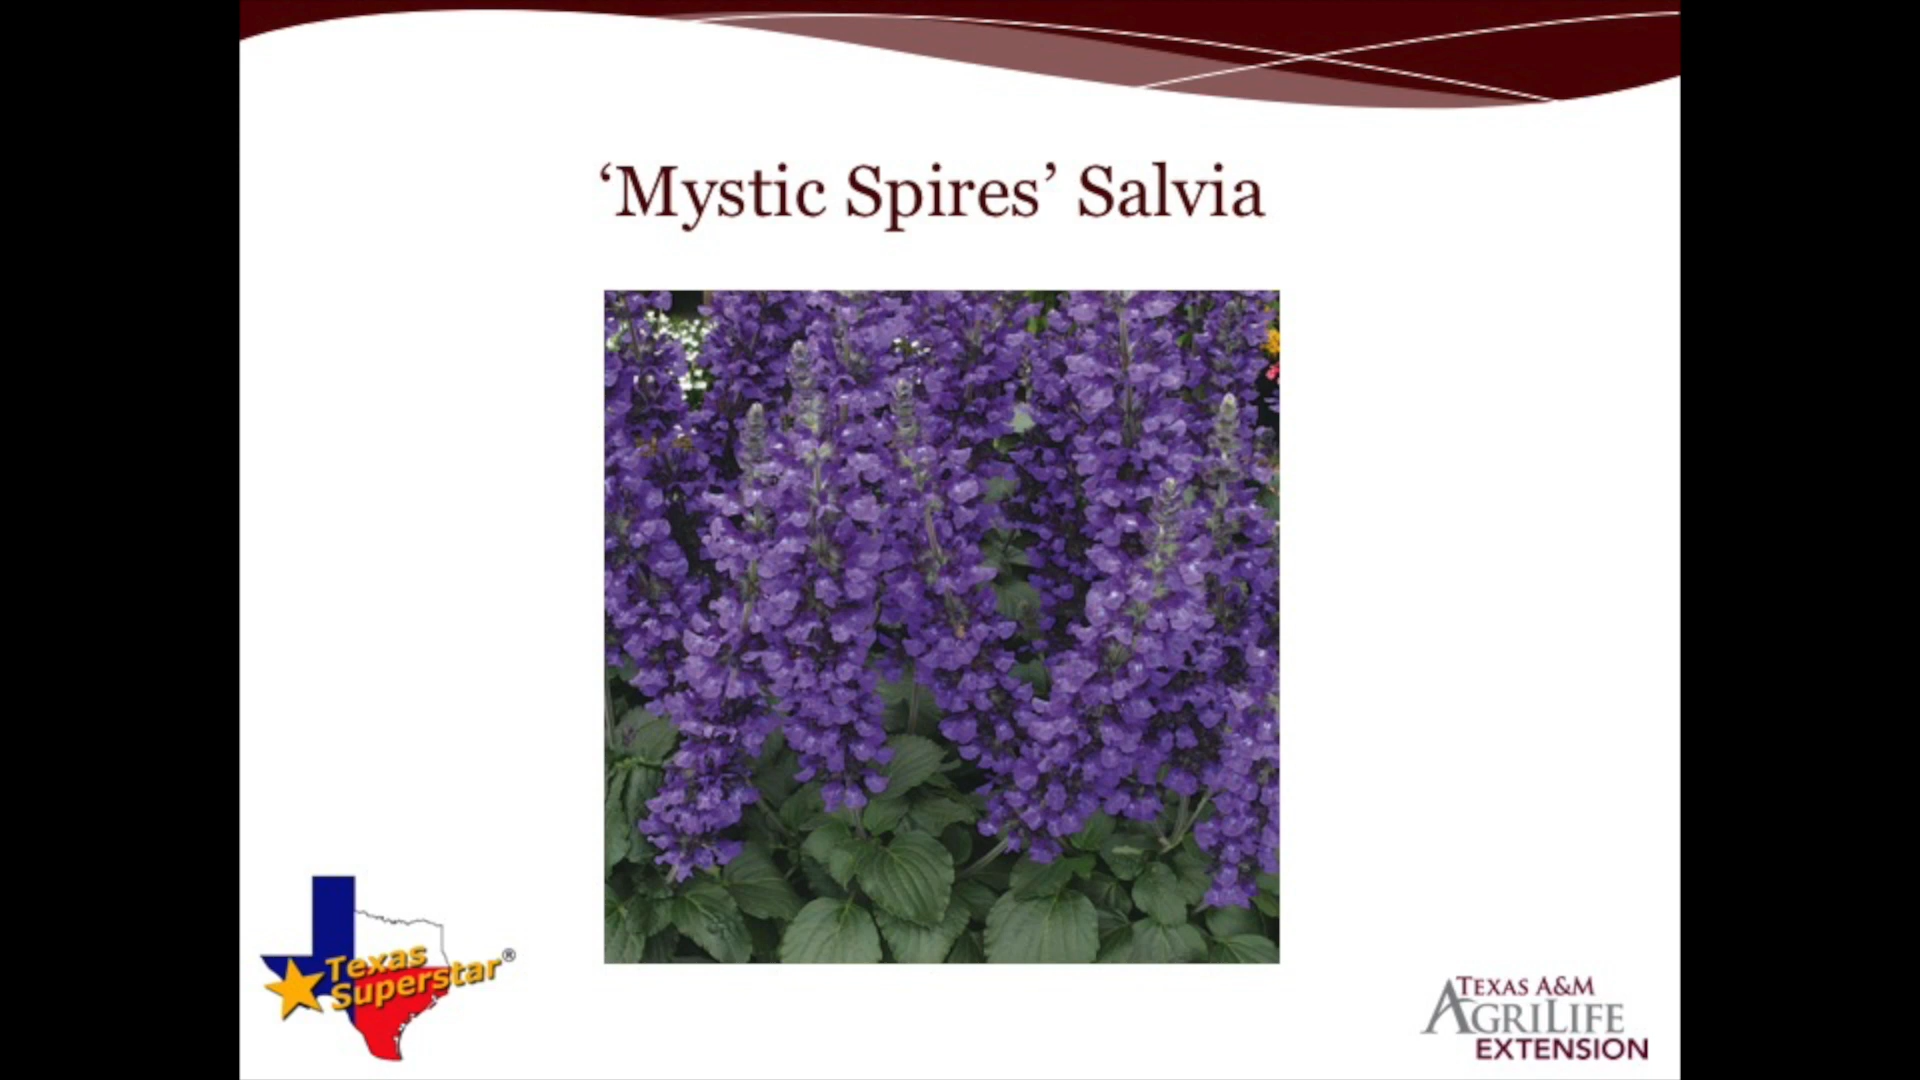 ‘Mystic Spires’ Salvia
Texas
Superstar®
TEXAS A&M
AGRILIFE
EXTENSION